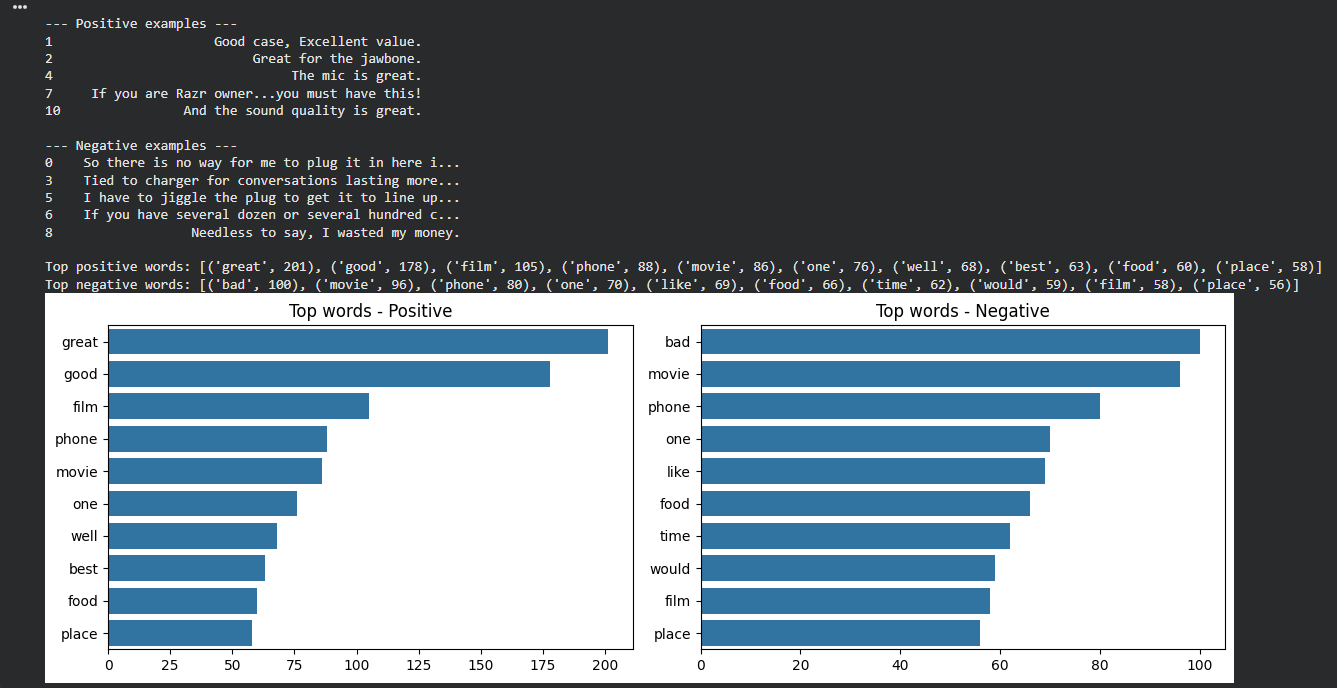 --- Positive examples ---
1 Good case, Excellent value.
2 Great for the jawbone.
4 The mic is great.
7 If you are Razr owner...you must have this!
10 And the sound quality is great.
--- Negative examples ---
0 So there is no way for me to plug it in here i...
3 Tied to charger for conversations lasting more...
5 I have to jiggle the plug to get it to line up...
6 If you have several dozen or several hundred c...
8 Needless to say, I wasted my money.
Top positive words: [('great', 201), ('good', 178), ('film', 105), ('phone', 88), ('movie', 86), ('one', 76), ('well', 68), ('best', 63), ('food', 60), ('place', 58)]
Top negative words: [('bad', 100), ('movie', 96), ('phone', 80), ('one', 70), ('like', 69), ('food', 66), ('time', 62), ('would', 59), ('film', 58), ('place', 56)]
Top words - Positive
great
good
film
phone
movie
one
well
best
food
place
0 25 50 75 100 125 150 175 200
Top words - Negative
bad
movie
phone
one
like
food
time
would
film
place
0 20 40 60 80 100